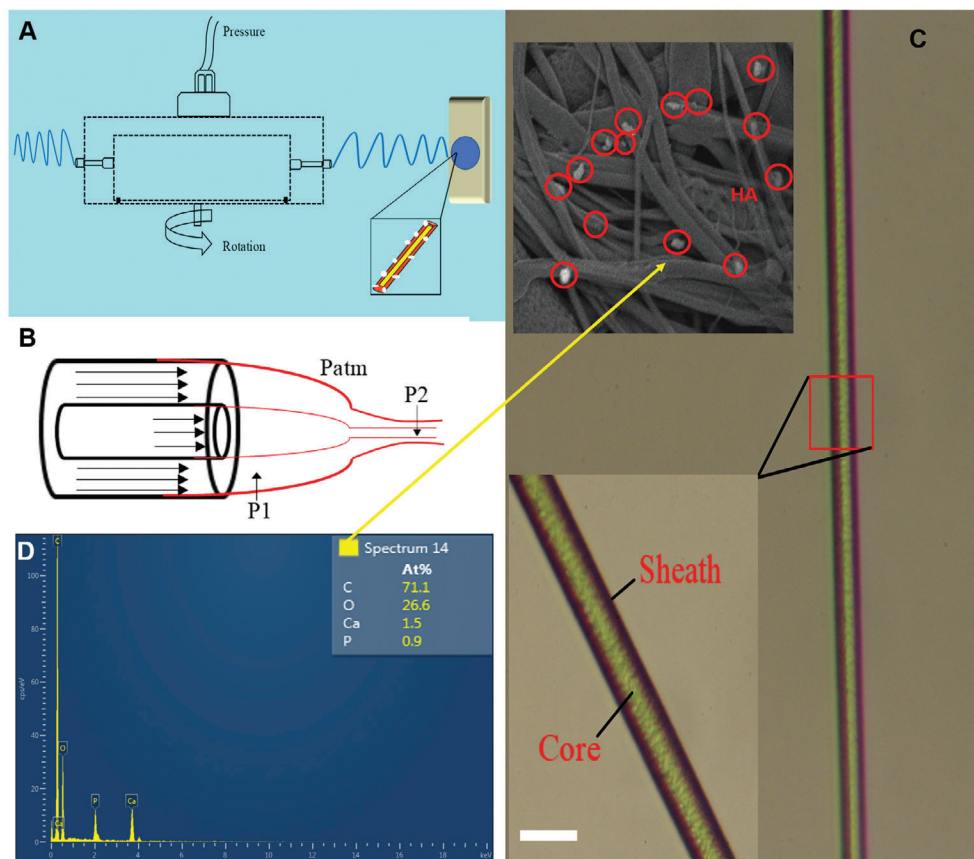 A
Pressure
Rotation
B
Patm
P2
P1
C
HA
Sheath
Core
D
Spectrum 14
At%
C 71.1
O 26.6
Ca 1.5
P 0.9
C
O
Ca
P
Ca
cps/eV
100
80
60
40
20
0
0 2 4 6 8 10 12 14 16 18 keV